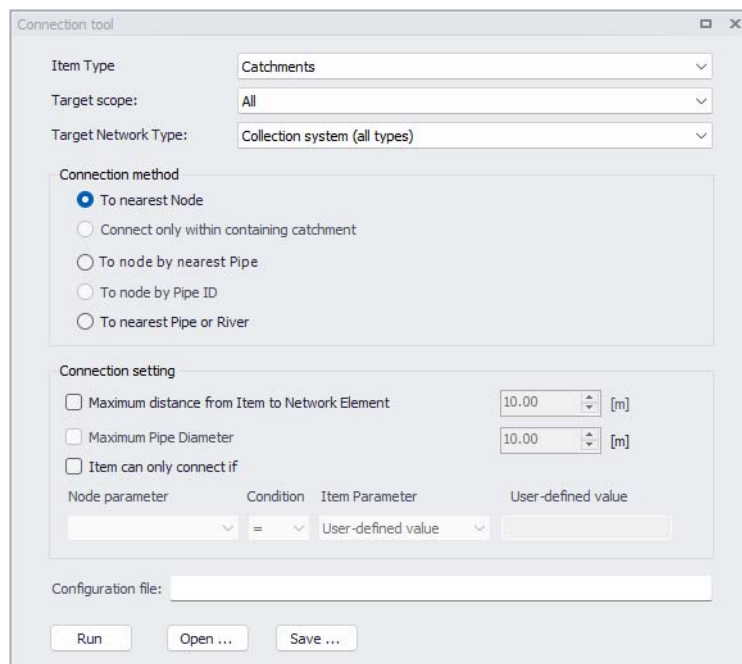 Connection tool
Item Type Catchments
Target scope: All
Target Network Type: Collection system (all types)
Connection method
To nearest Node
Connect only within containing catchment
To node by nearest Pipe
To node by Pipe ID
To nearest Pipe or River
Connection setting
Maximum distance from Item to Network Element 10.00 [m]
Maximum Pipe Diameter 10.00 [m]
Item can only connect if
Node parameter Condition Item Parameter User-defined value
= User-defined value
Configuration file:
Run Open ... Save ...